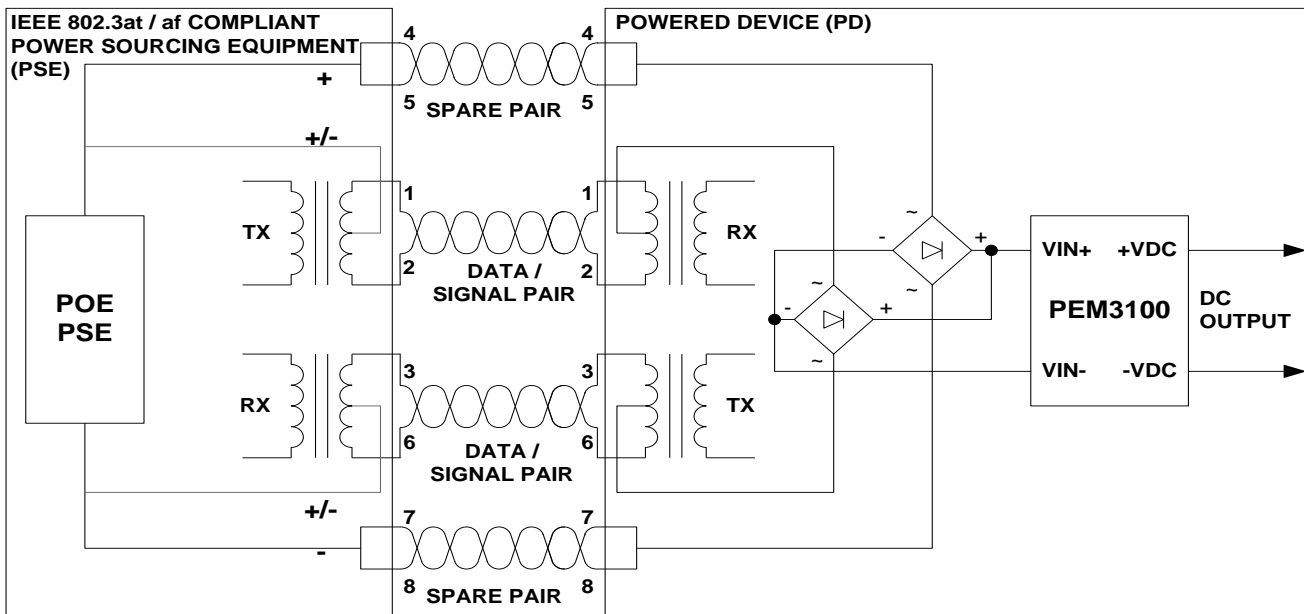 IEEE 802.3at / af COMPLIANT
POWER SOURCING EQUIPMENT
(PSE)
POWERED DEVICE (PD)
4
4
+
5
5
SPARE PAIR
+/-
1
1
TX
RX
2
2
DATA /
SIGNAL PAIR
POE
PSE
~
-
+
~
~
-
+
~
VIN+
+VDC
PEM3100
DC
OUTPUT
VIN-
-VDC
3
3
RX
TX
6
6
DATA /
SIGNAL PAIR
+/-
7
7
-
8
8
SPARE PAIR